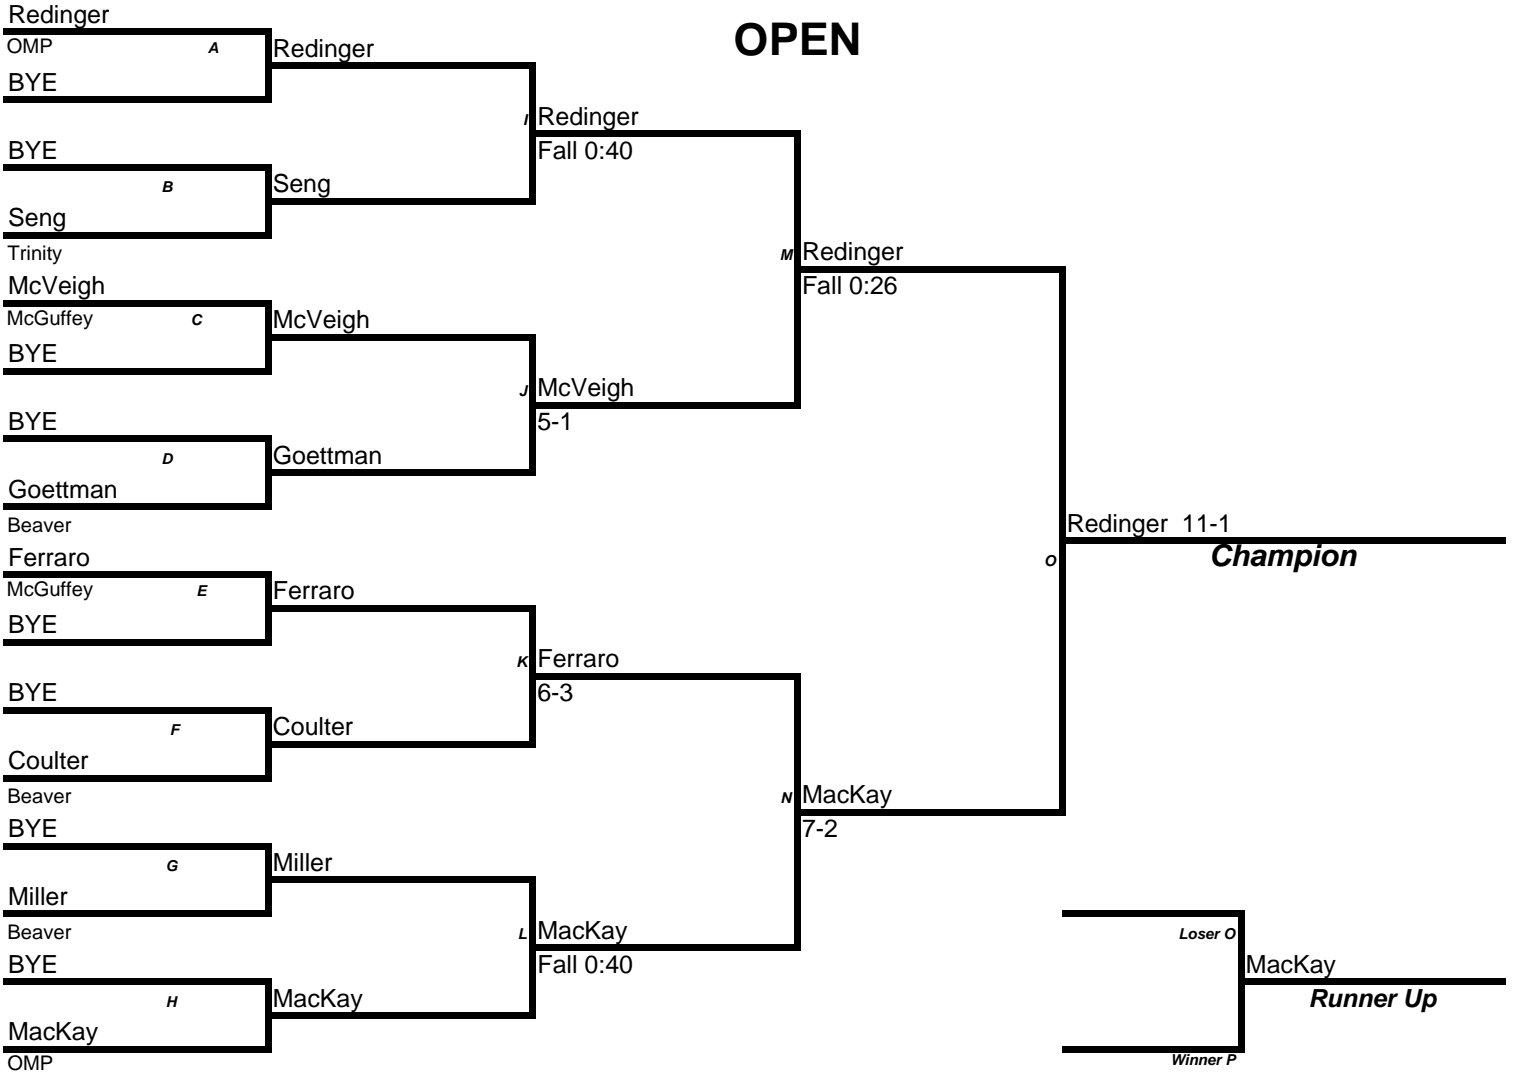 OPEN
Redinger
OMP
A
BYE
Redinger
BYE
B
Seng
Trinity
Seng
I
Redinger
Fall 0:40
McVeigh
McGuffey
C
BYE
McVeigh
BYE
D
Goettman
Beaver
Goettman
J
McVeigh
5-1
M
Redinger
Fall 0:26
Ferraro
McGuffey
E
BYE
Ferraro
BYE
F
Coulter
Beaver
Coulter
K
Ferraro
6-3
BYE
G
Miller
Beaver
Miller
BYE
H
MacKay
OMP
MacKay
L
MacKay
Fall 0:40
N
MacKay
7-2
O
Redinger 11-1
Champion
Loser O
Winner P
MacKay
Runner Up